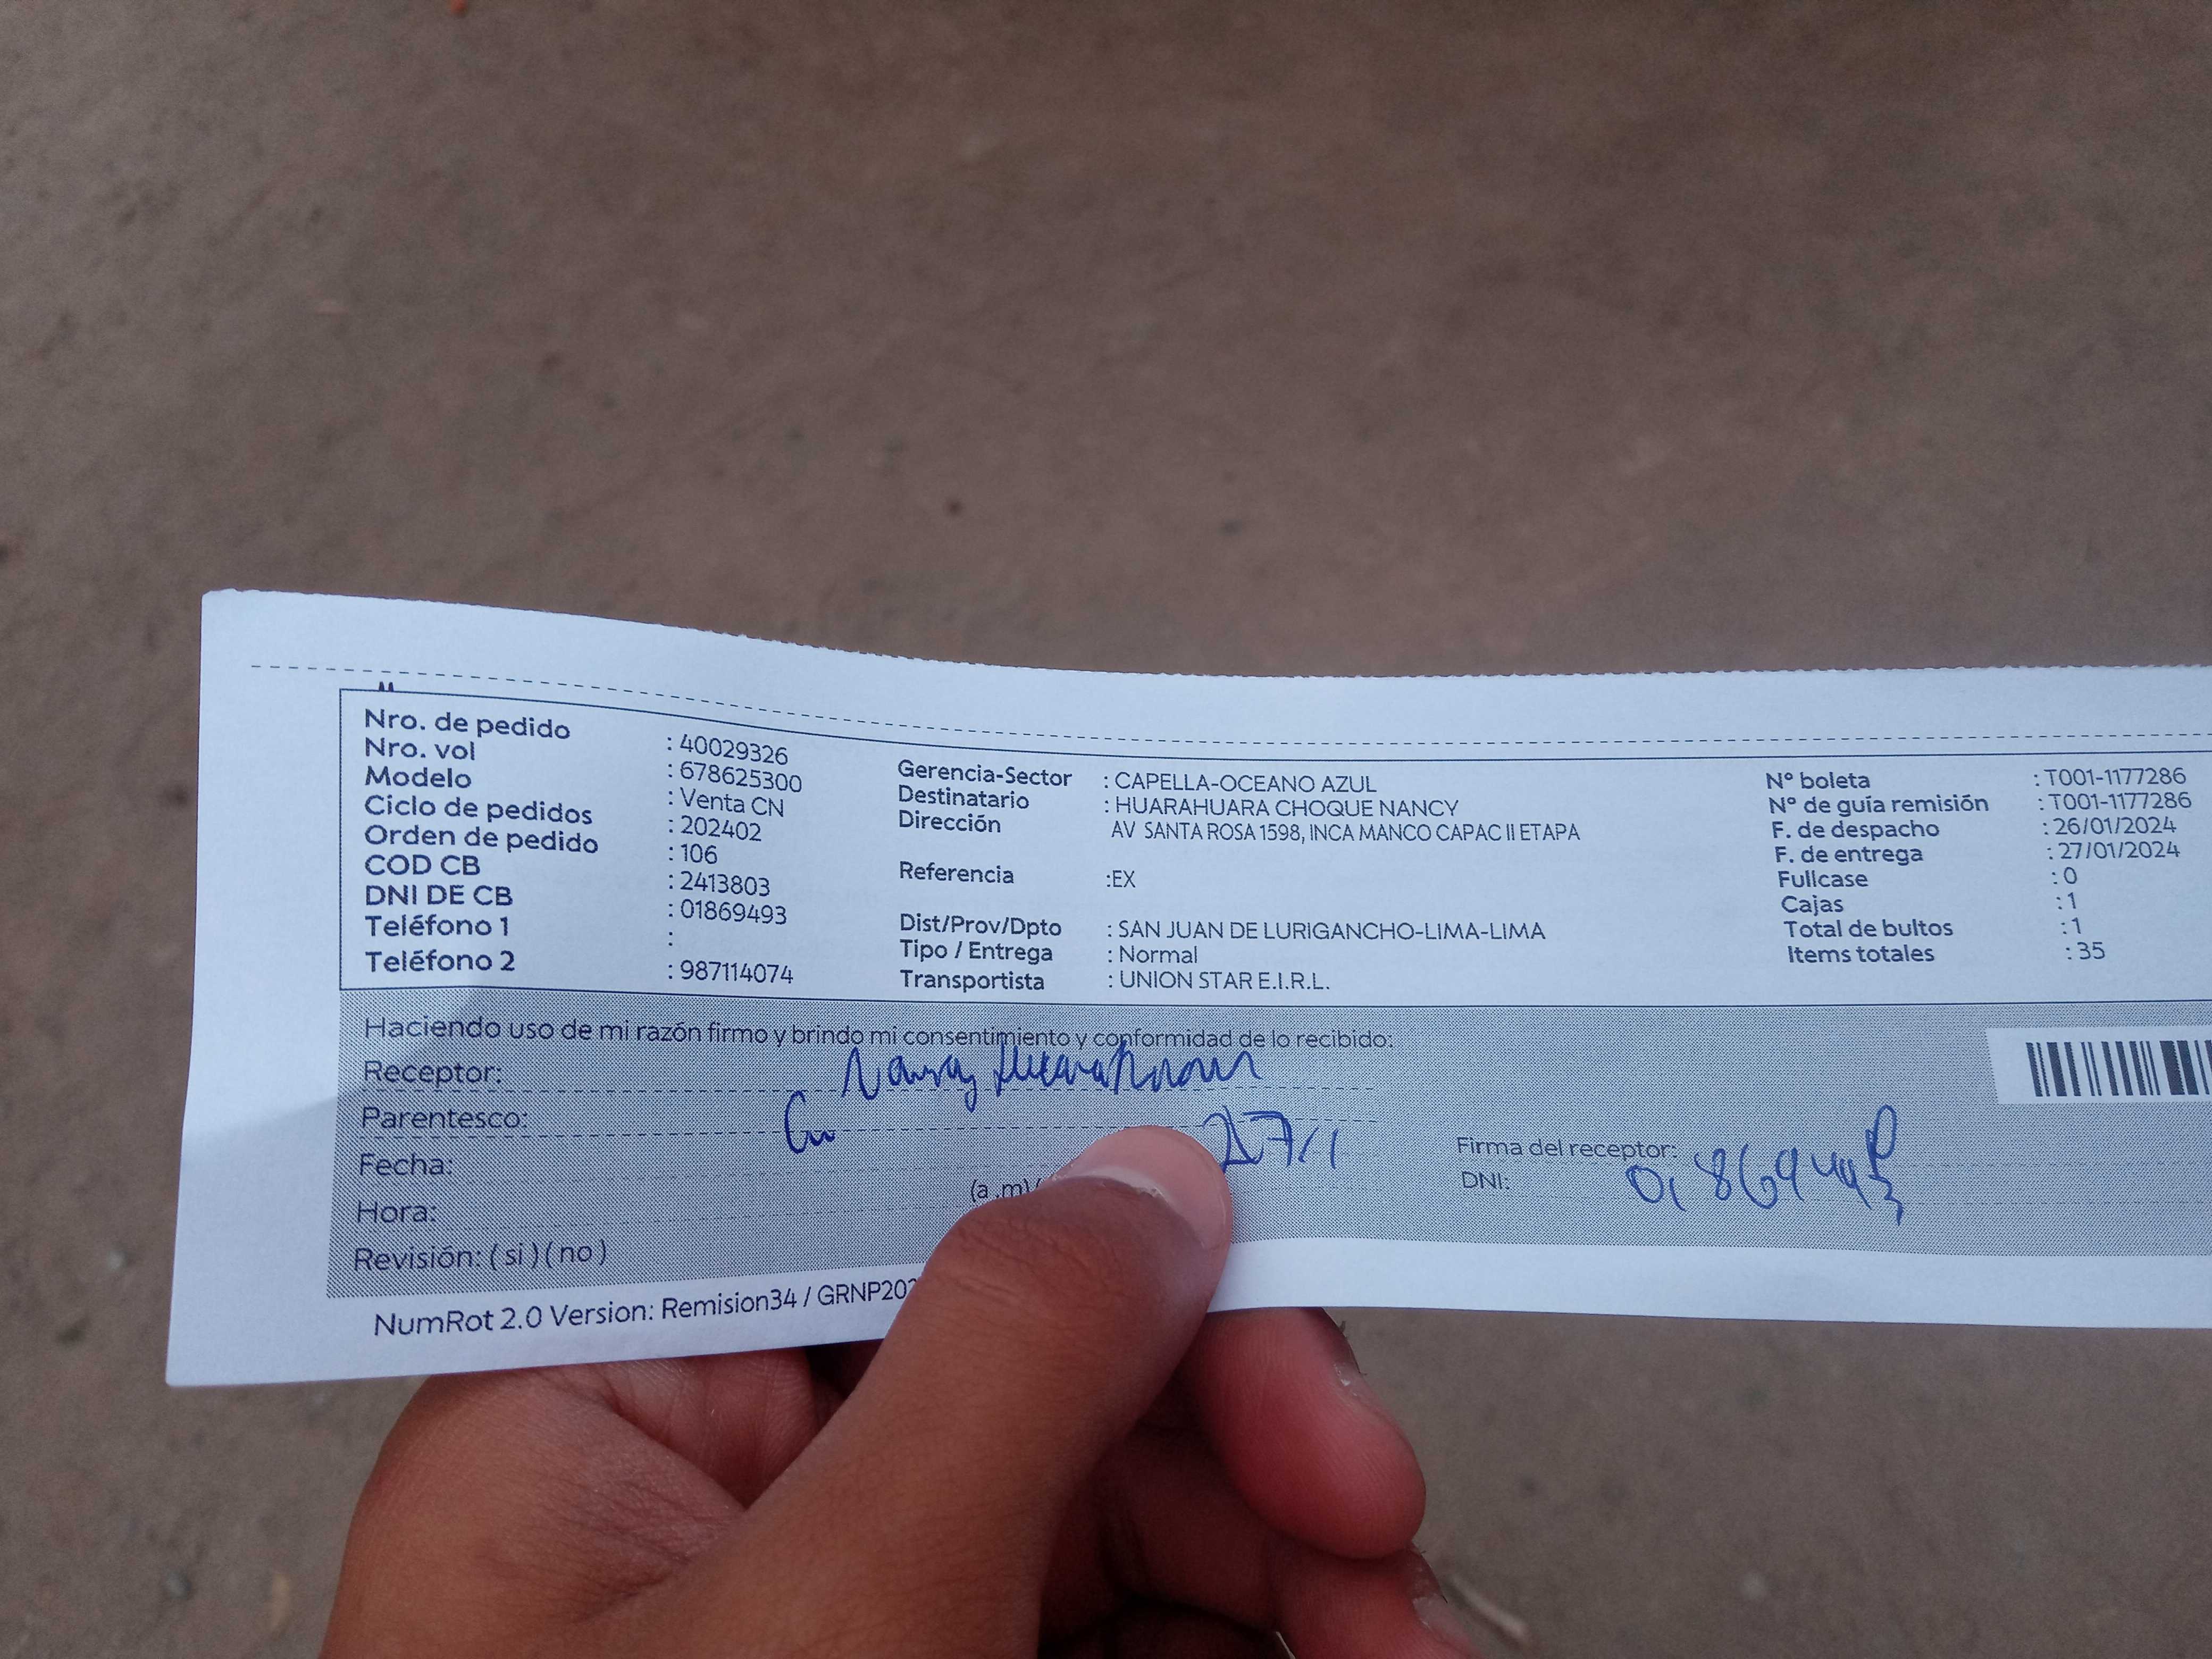 Nro. de pedido : 40029326
Nro. vol : 678625300
Modelo : Venta CN
Ciclo de pedidos : 202402
Orden de pedido : 106
COD CB : 2413803
DNI DE CB : 01869493
Teléfono 1 :
Teléfono 2 : 987114074
Gerencia-Sector : CAPELLA-OCEANO AZUL
Destinatario : HUARAHUARA CHOQUE NANCY
Dirección AV SANTA ROSA 1598, INCA MANCO CAPAC II ETAPA
Referencia :EX
Dist/Prov/Dpto : SAN JUAN DE LURIGANCHO-LIMA-LIMA
Tipo / Entrega : Normal
Transportista : UNION STAR E.I.R.L.
N° boleta : T001-1177286
N° de guía remisión : T001-1177286
F. de despacho : 26/01/2024
F. de entrega : 27/01/2024
Fullcase : 0
Cajas : 1
Total de bultos : 1
Items totales : 35
Haciendo uso de mi razón firmo y brindo mi consentimiento y conformidad de lo recibido:
Receptor: Nancy
Parentesco:
Fecha: 27/1
Hora: (a.m)/
Revisión: ( si ) ( no )
Firma del receptor:
DNI:
NumRot 2.0 Version: Remision34 / GRNP20